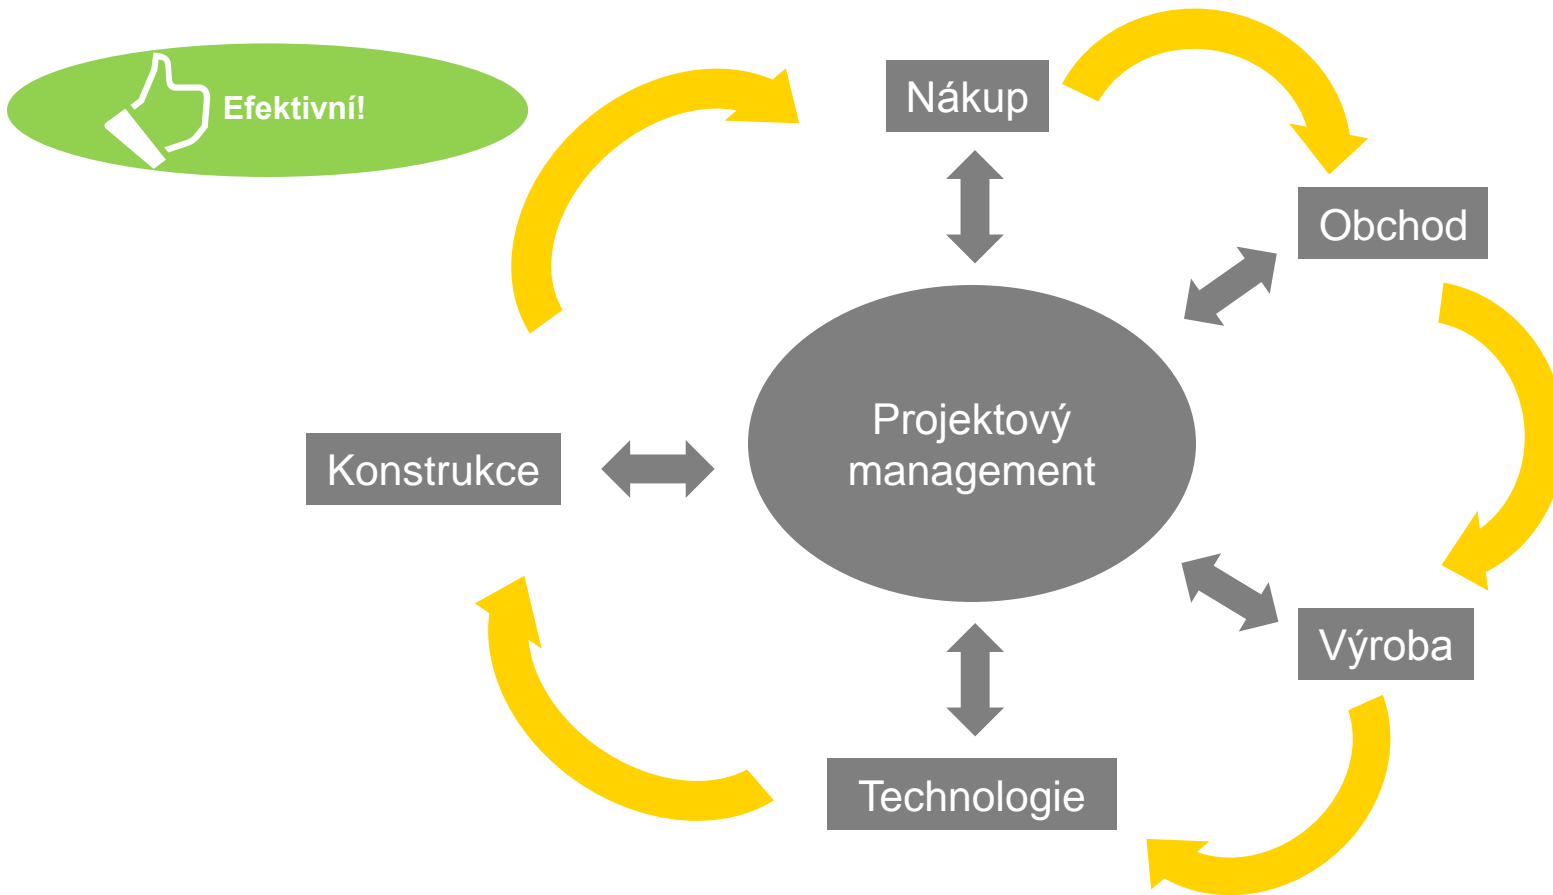 Efektivní!
Nákup
Obchod
Projektový
management
Konstrukce
Výroba
Technologie